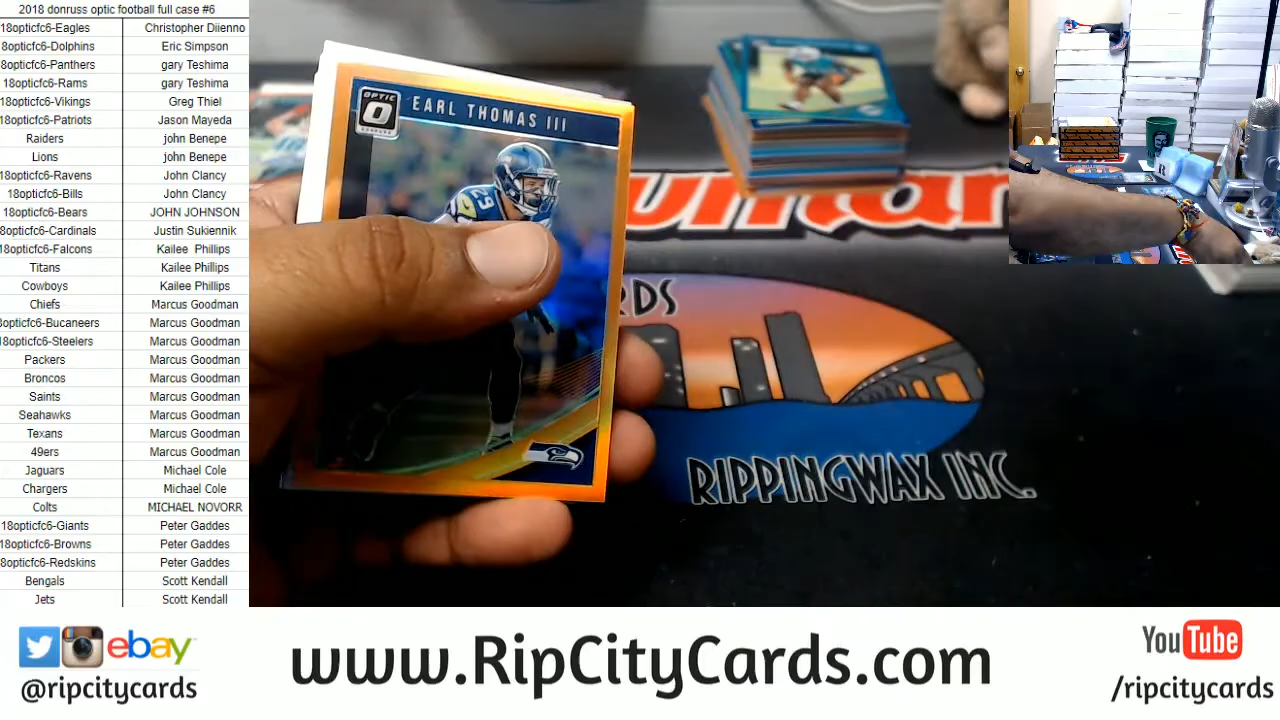 2018 donruss optic football full case #6
18opticfc6-Eagles Christopher Diienno
8opticfc6-Dolphins Eric Simpson
8opticfc6-Panthers gary Teshima
18opticfc6-Rams gary Teshima
18opticfc6-Vikings Greg Thiel
18opticfc6-Patriots Jason Mayeda
Raiders john Benepe
Lions john Benepe
18opticfc6-Ravens John Clancy
18opticfc6-Bills John Clancy
18opticfc6-Bears JOHN JOHNSON
8opticfc6-Cardinals Justin Sukiennik
18opticfc6-Falcons Kailee Phillips
Titans Kailee Phillips
Cowboys Kailee Phillips
Chiefs Marcus Goodman
8opticfc6-Bucaneers Marcus Goodman
18opticfc6-Steelers Marcus Goodman
Packers Marcus Goodman
Broncos Marcus Goodman
Saints Marcus Goodman
Seahawks Marcus Goodman
Texans Marcus Goodman
49ers Marcus Goodman
Jaguars Michael Cole
Chargers Michael Cole
Colts MICHAEL NOVORR
18opticfc6-Giants Peter Gaddes
18opticfc6-Browns Peter Gaddes
8opticfc6-Redskins Peter Gaddes
Bengals Scott Kendall
Jets Scott Kendall
OPTIC
EARL THOMAS III
29
RDS
RIPPINGWAX INC.
ebay
@ripcitycards
www.RipCityCards.com
YouTube
/ripcitycards